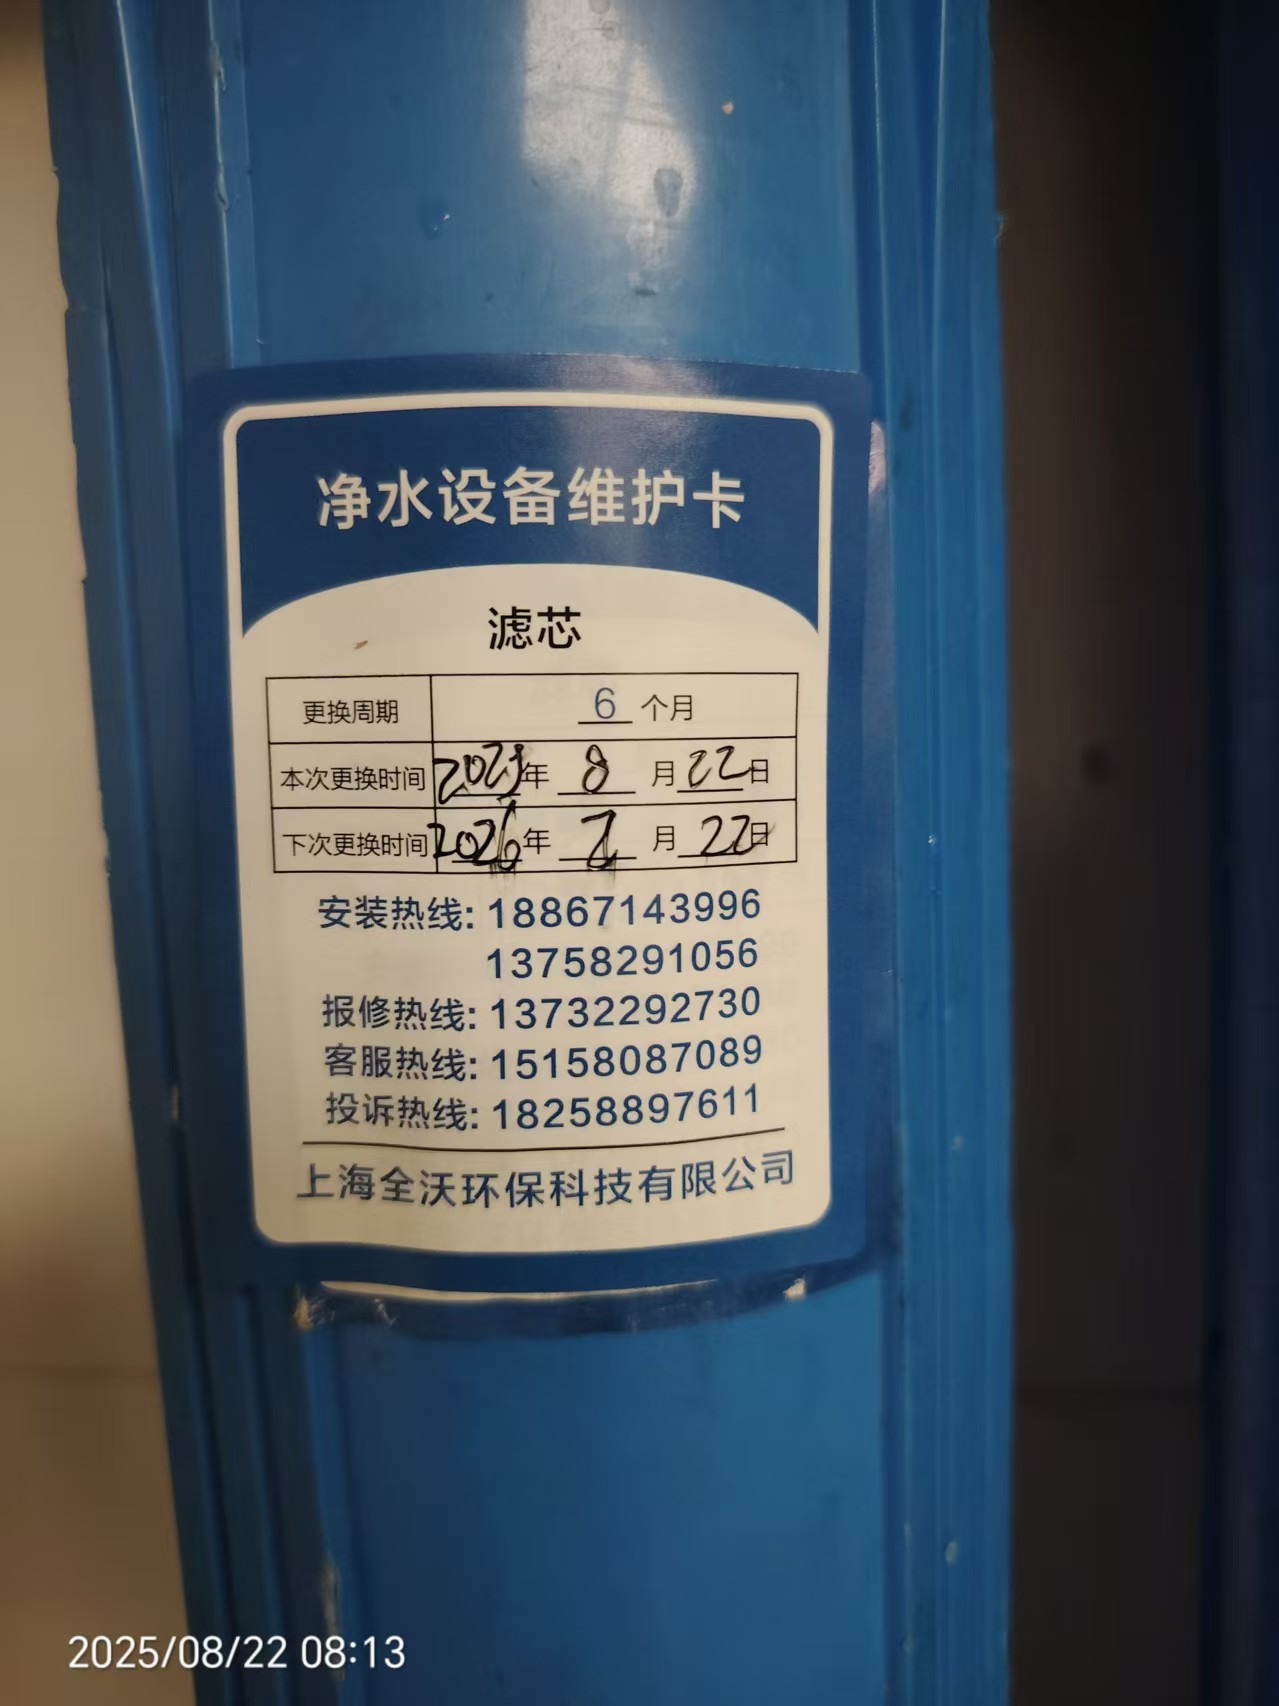 净水设备维护卡
滤芯
更换周期 6 个月
本次更换时间 2025年 8 月 22日
下次更换时间 2026年 2 月 22日
安装热线: 18867143996
13758291056
报修热线: 13732292730
客服热线: 15158087089
投诉热线: 18258897611
上海全沃环保科技有限公司
2025/08/22 08:13